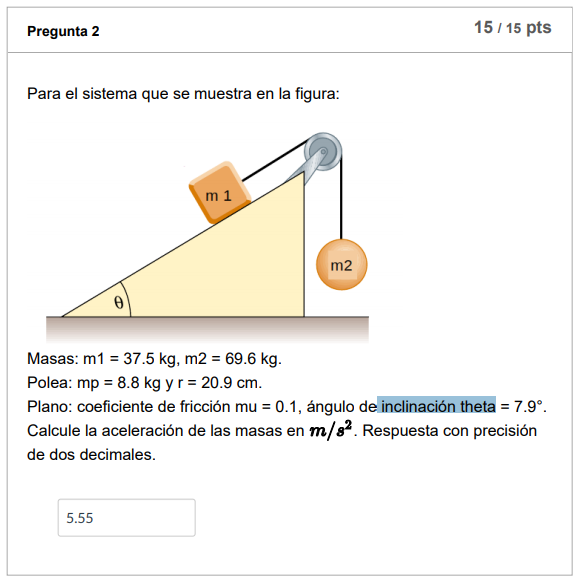 Pregunta 2
15 / 15 pts
Para el sistema que se muestra en la figura:
m 1
m2
θ
Masas: m1 = 37.5 kg, m2 = 69.6 kg.
Polea: mp = 8.8 kg y r = 20.9 cm.
Plano: coeficiente de fricción mu = 0.1, ángulo de inclinación theta = 7.9°.
Calcule la aceleración de las masas en m/s². Respuesta con precisión
de dos decimales.
5.55